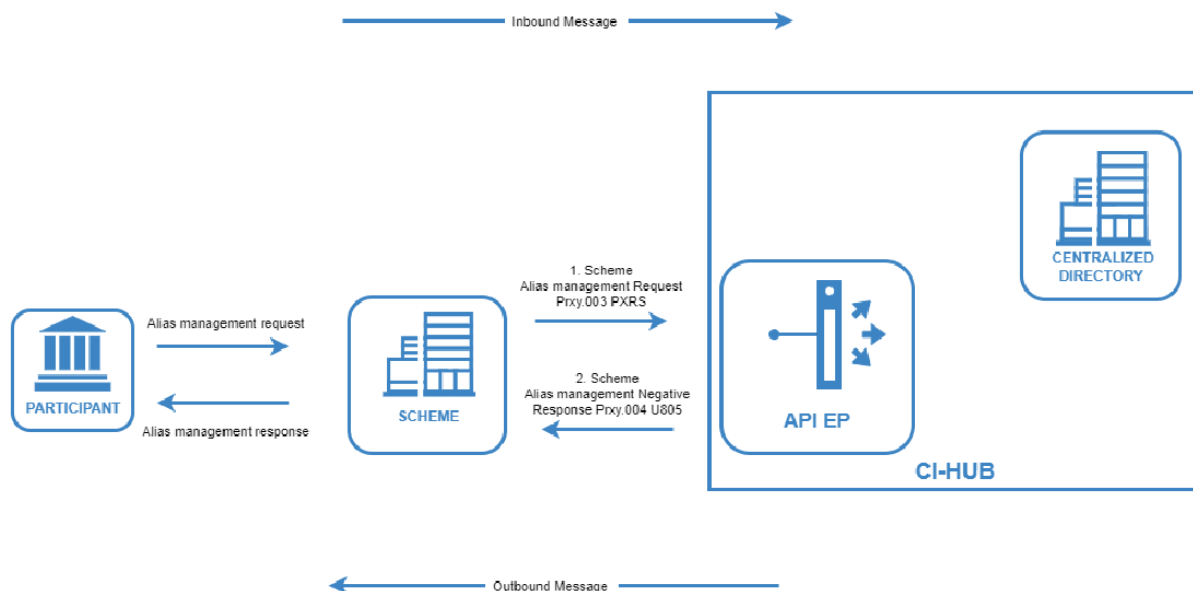 Inbound Message
CENTRALIZED
DIRECTORY
1. Scheme
Alias management Request
Prxy.003 PXRS
Alias management request
2. Scheme
Alias management Negative
Response Prxy.004 U805
PARTICIPANT
SCHEME
API EP
Alias management response
CI-HUB
Outbound Message